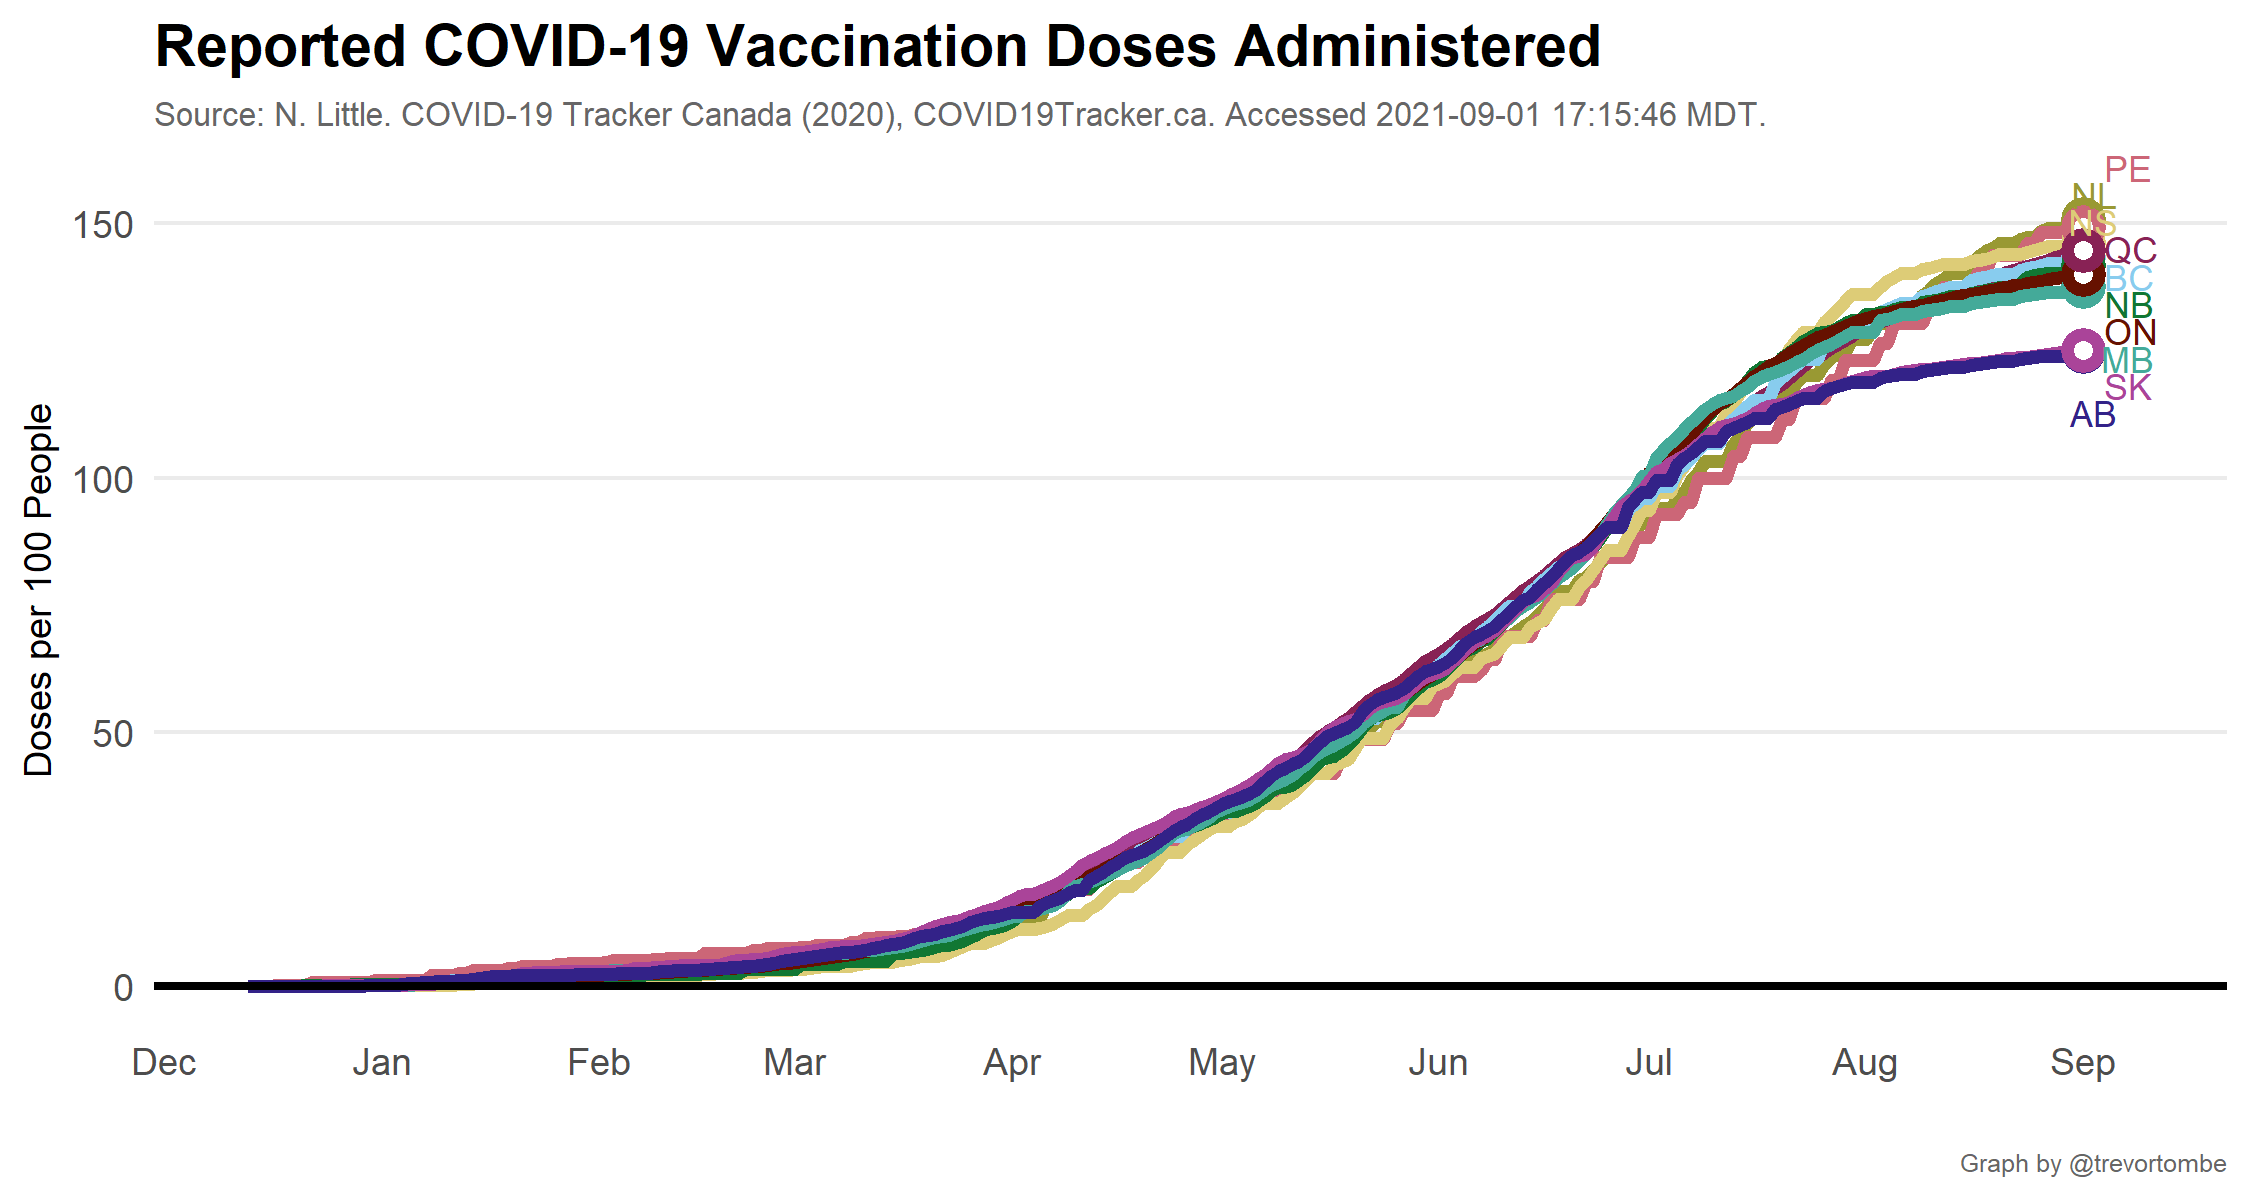 Reported COVID-19 Vaccination Doses Administered
Source: N. Little. COVID-19 Tracker Canada (2020), COVID19Tracker.ca. Accessed 2021-09-01 17:15:46 MDT.
Doses per 100 People
150
100
50
0
PE
NL
NS
QC
BC
NB
ON
MB
SK
AB
Dec Jan Feb Mar Apr May Jun Jul Aug Sep
Graph by @trevortombe